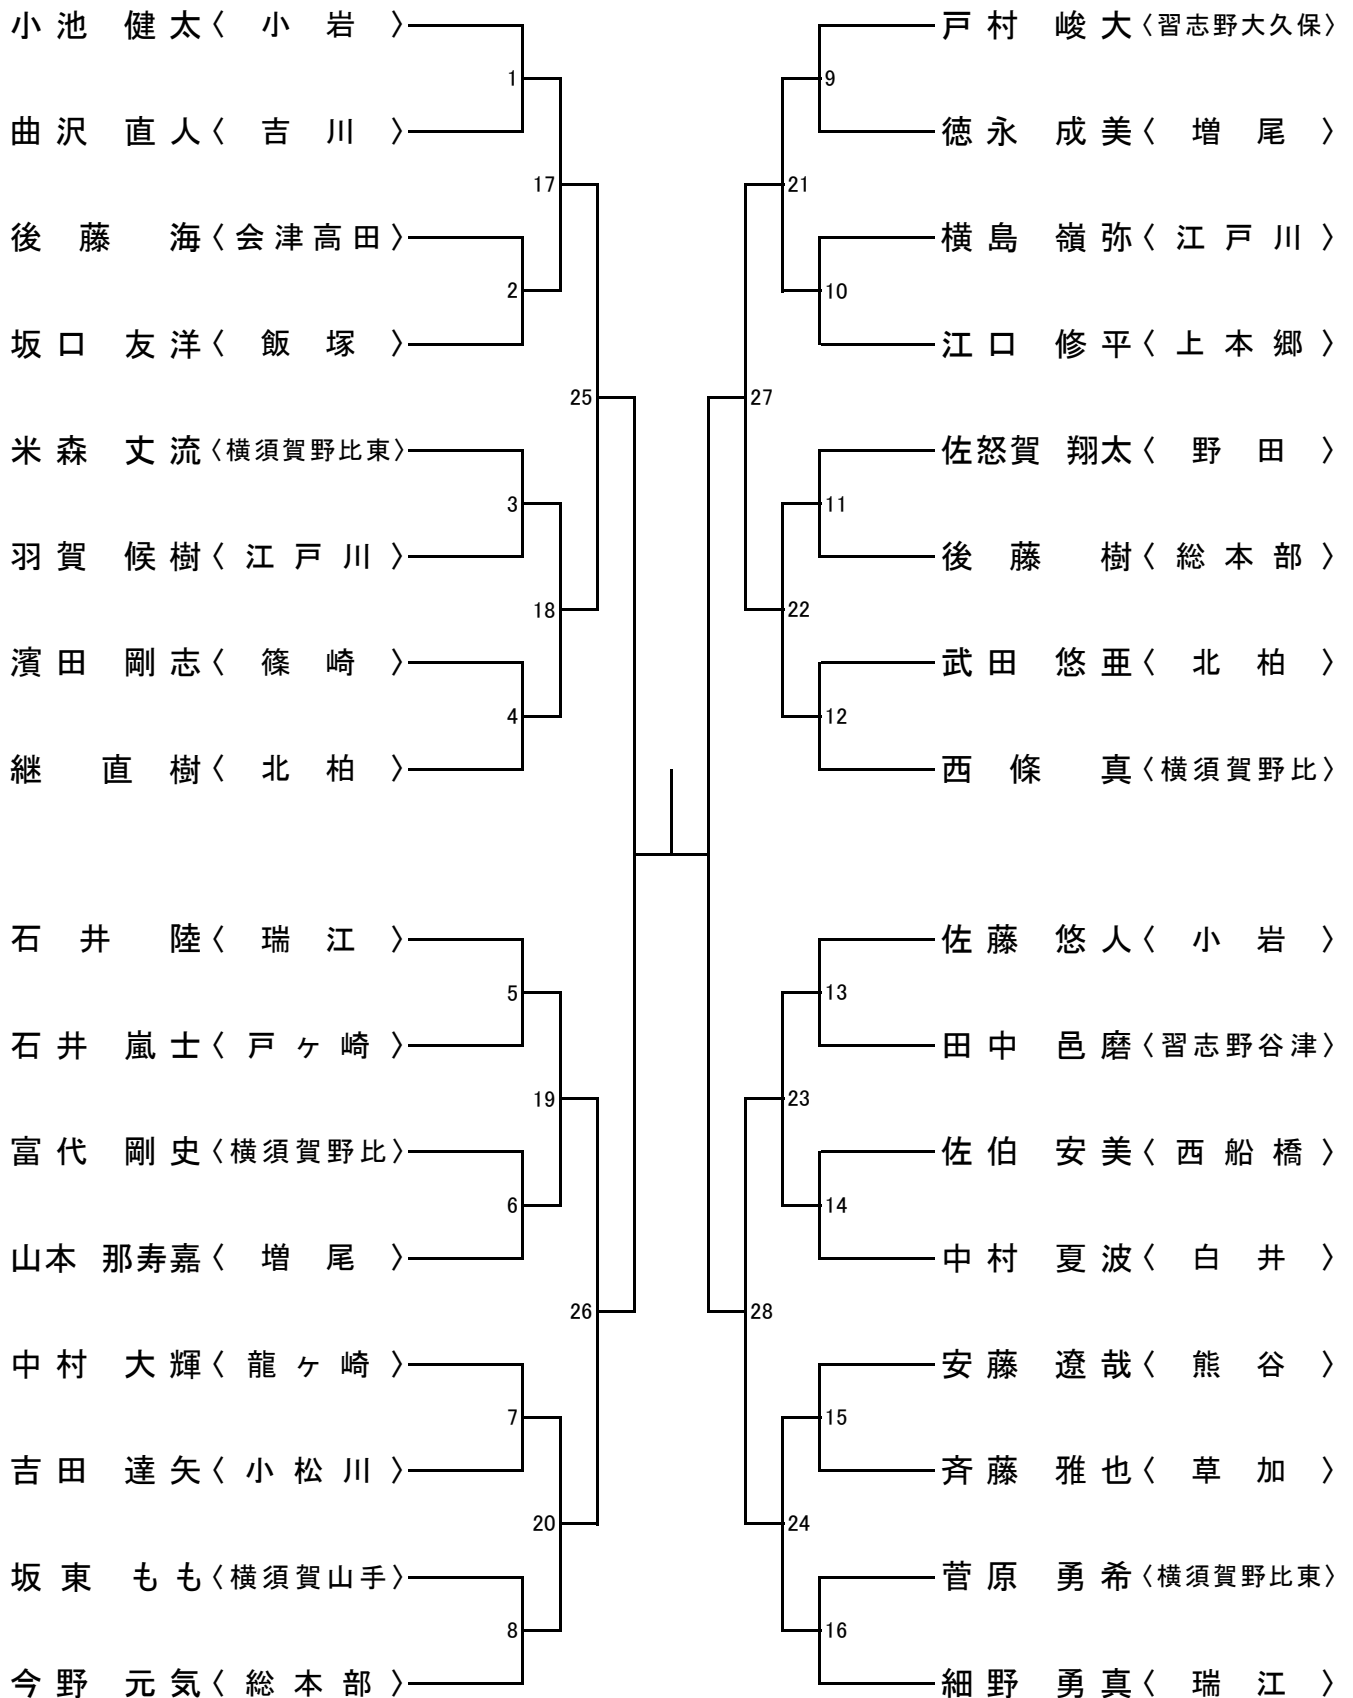 小池 健太〈 小岩 〉
1
曲沢 直人〈 吉川 〉
17
後藤 海〈 会津高田 〉
2
坂口 友洋〈 飯塚 〉
25
米森 丈流〈横須賀野比東〉
3
羽賀 候樹〈 江戸川 〉
18
濱田 剛志〈 篠崎 〉
4
継 直樹〈 北柏 〉
石井 陸〈 瑞江 〉
5
石井 嵐士〈 戸ヶ崎 〉
19
富代 剛史〈横須賀野比〉
6
山本 那寿嘉〈 増尾 〉
26
中村 大輝〈 龍ヶ崎 〉
7
吉田 達矢〈 小松川 〉
20
坂東 もも〈横須賀山手〉
8
今野 元気〈 総本部 〉
戸村 峻大〈習志野大久保〉
9
徳永 成美〈 増尾 〉
21
横島 嶺弥〈 江戸川 〉
10
江口 修平〈 上本郷 〉
27
佐怒賀 翔太〈 野田 〉
11
後藤 樹〈 総本部 〉
22
武田 悠亜〈 北柏 〉
12
西條 真〈横須賀野比〉
佐藤 悠人〈 小岩 〉
13
田中 邑磨〈習志野谷津〉
23
佐伯 安美〈 西船橋 〉
14
中村 夏波〈 白井 〉
28
安藤 遼哉〈 熊谷 〉
15
斉藤 雅也〈 草加 〉
24
菅原 勇希〈横須賀野比東〉
16
細野 勇真〈 瑞江 〉